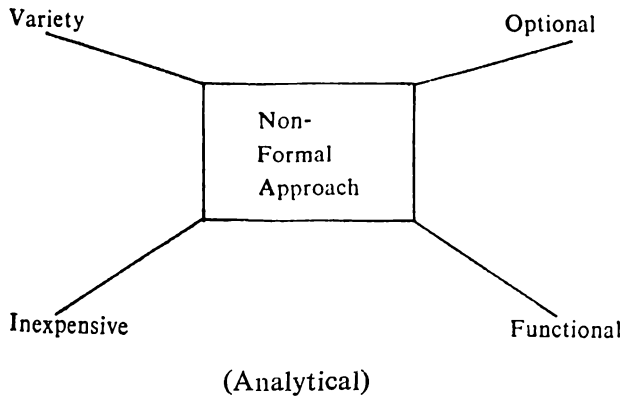 Variety
Optional
Non-
Formal
Approach
Inexpensive
Functional
(Analytical)